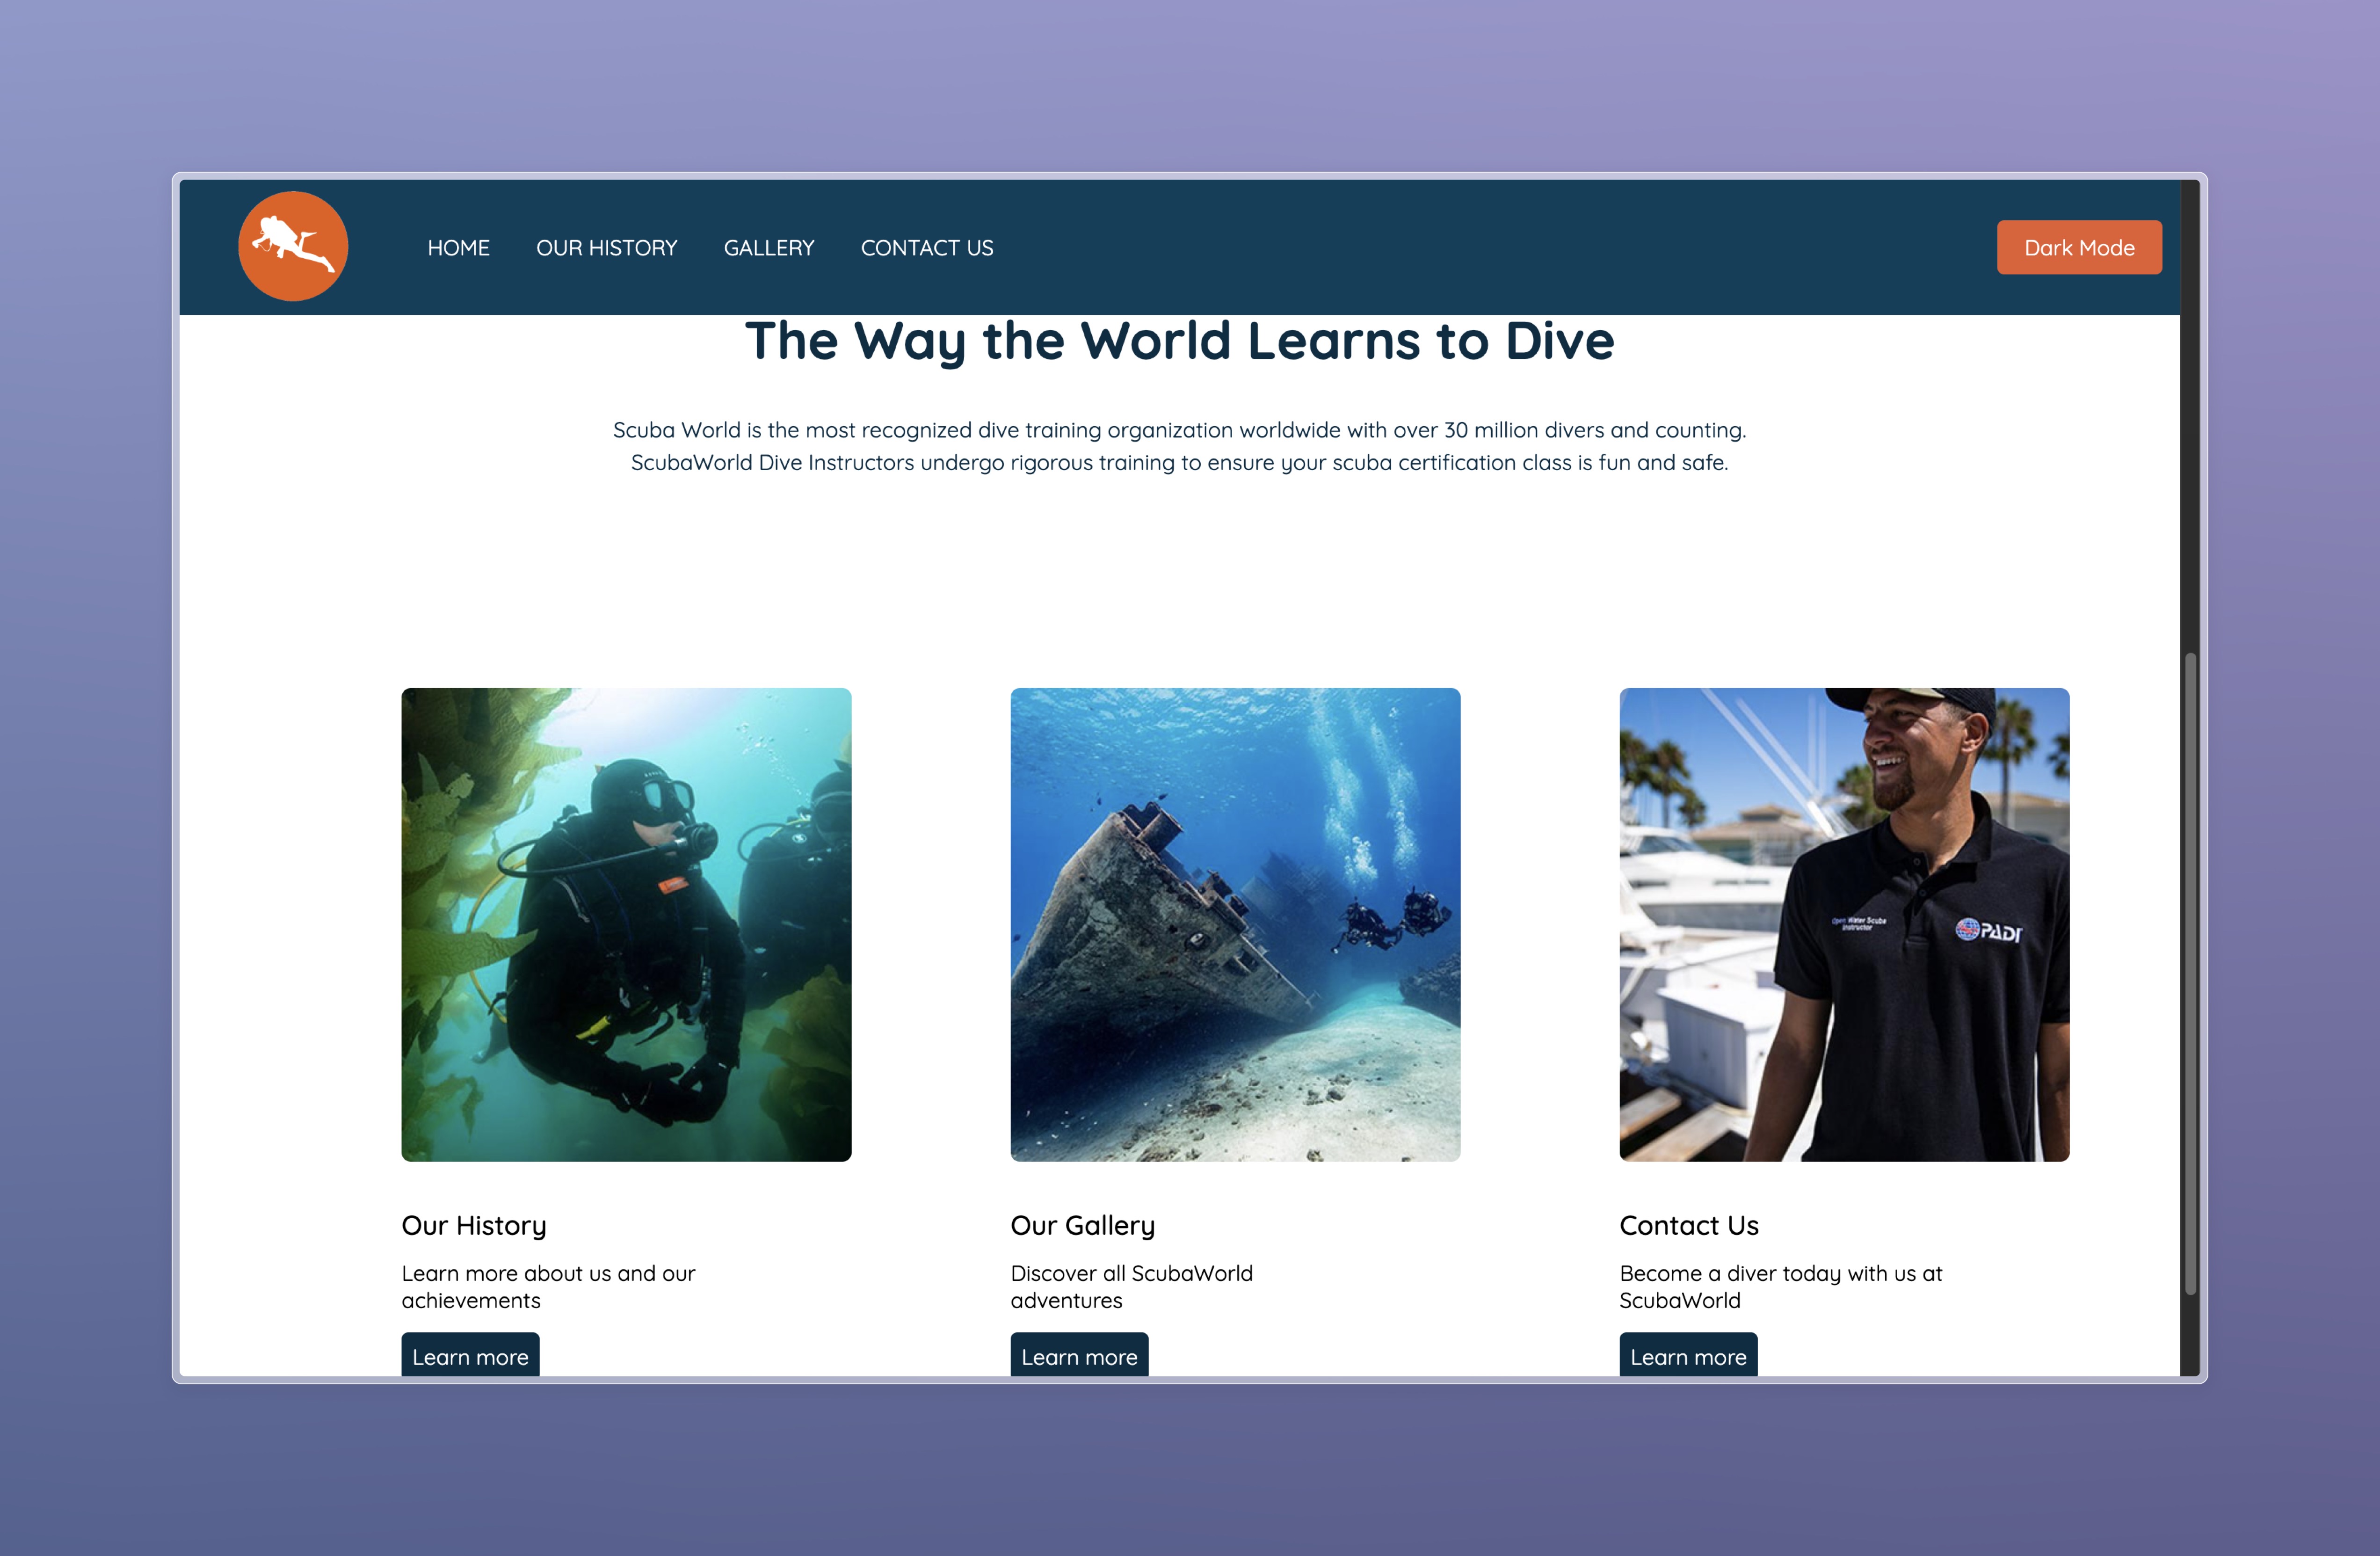 HOME OUR HISTORY GALLERY CONTACT US Dark Mode
The Way the World Learns to Dive
Scuba World is the most recognized dive training organization worldwide with over 30 million divers and counting.
ScubaWorld Dive Instructors undergo rigorous training to ensure your scuba certification class is fun and safe.
Open Water Scuba
Instructor
PADI
Our History
Learn more about us and our
achievements
Learn more
Our Gallery
Discover all ScubaWorld
adventures
Learn more
Contact Us
Become a diver today with us at
ScubaWorld
Learn more